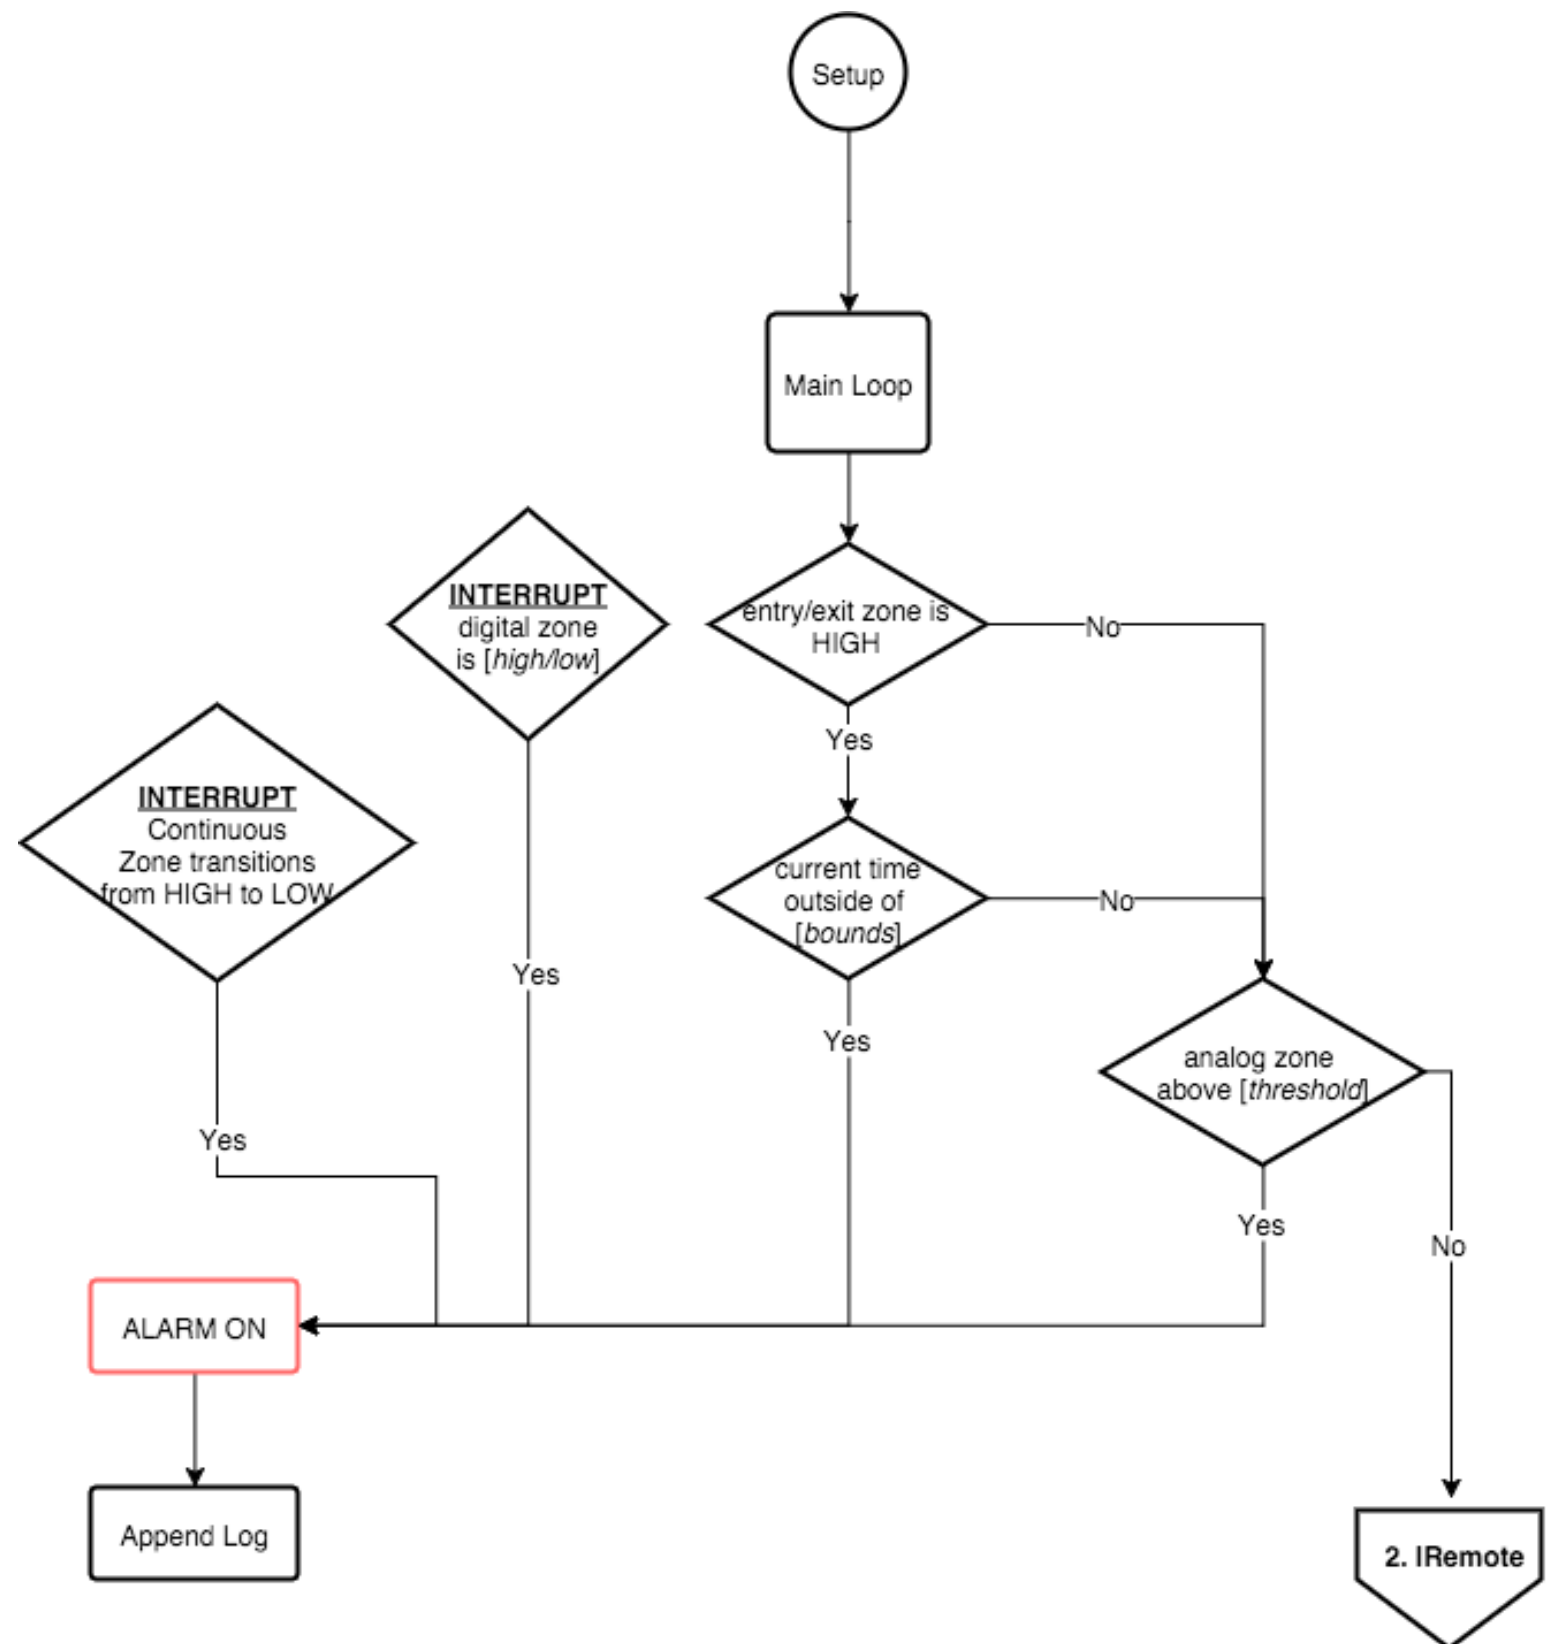 Setup
Main Loop
INTERRUPT
digital zone
is [high/low]
entry/exit zone is
HIGH
No
Yes
INTERRUPT
Continuous
Zone transitions
from HIGH to LOW
current time
outside of
[bounds]
No
Yes
Yes
analog zone
above [threshold]
Yes
Yes
No
ALARM ON
Append Log
2. IRemote